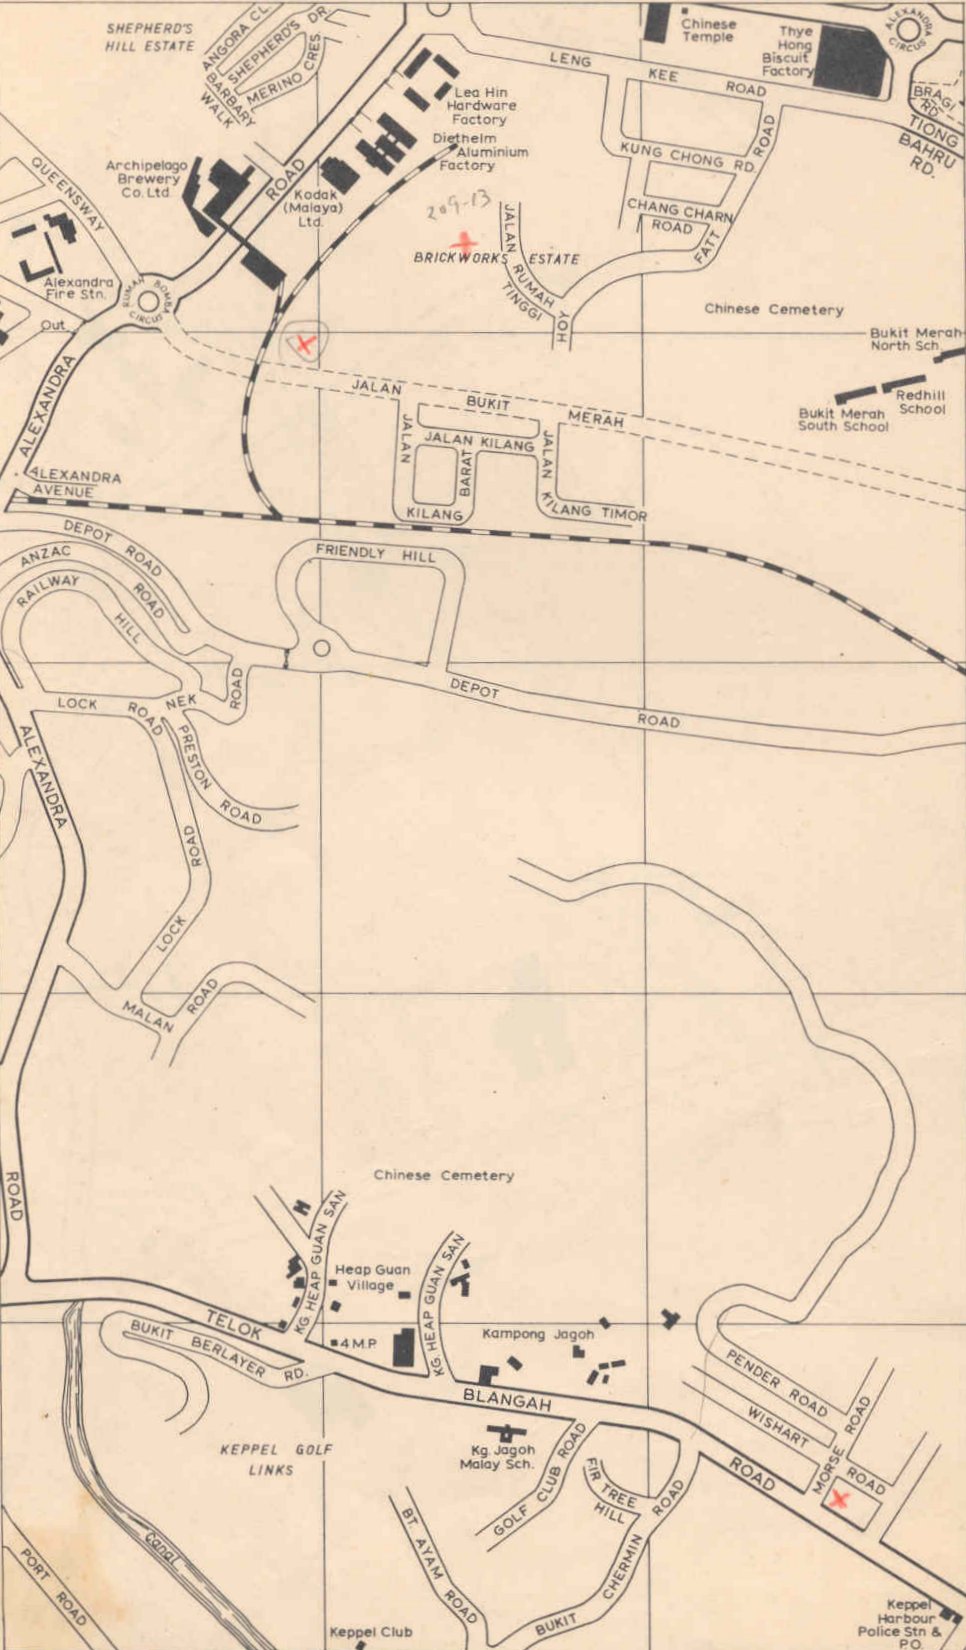 SHEPHERD'S
HILL ESTATE
ANGORA CL.
SHEPHERD'S DR.
BARBARY
WALK
MERINO CRES.
Chinese
Temple
Thye
Hong
Biscuit
Factory
ALEXANDRA
CIRCUS
LENG KEE ROAD
BRAGI
RD.
TIONG
BAHRU
RD.
Lea Hin
Hardware
Factory
Diethelm
Aluminium
Factory
KUNG CHONG RD.
ROAD
Archipelago
Brewery
Co. Ltd.
ROAD
Kodak
(Malaya)
Ltd.
QUEENSWAY
209-13
CHANG CHARN
ROAD
FATT
JALAN RUMAH
TINGGI
HOY
BRICKWORKS ESTATE
Alexandra
Fire Stn.
RUMAH BOMBA
CIRCUS
Out
Chinese Cemetery
Bukit Merah
North Sch.
Redhill
School
Bukit Merah
South School
ALEXANDRA
JALAN BUKIT MERAH
JALAN
JALAN KILANG
BARAT
KILANG
JALAN
KILANG TIMOR
ALEXANDRA
AVENUE
DEPOT ROAD
ANZAC
ROAD
RAILWAY
HILL
FRIENDLY HILL
NEK
ROAD
LOCK ROAD
DEPOT ROAD
PRESTON
ROAD
ALEXANDRA
ROAD
LOCK
MALAN
ROAD
ROAD
Chinese Cemetery
KG. HEAP GUAN SAN
Heap Guan
Village
KG. HEAP GUAN SAN
TELOK
4 M.P.
Kampong Jagoh
BUKIT BERLAYER RD.
BLANGAH
PENDER ROAD
WISHART
ROAD
MORSE
ROAD
ROAD
KEPPEL GOLF
LINKS
Kg. Jagoh
Malay Sch.
GOLF CLUB ROAD
FIR TREE
HILL
ROAD
CHERMIN
BUKIT
BT. AYAM ROAD
Canal
PORT ROAD
Keppel Club
Keppel
Harbour
Police Stn &
P.O.